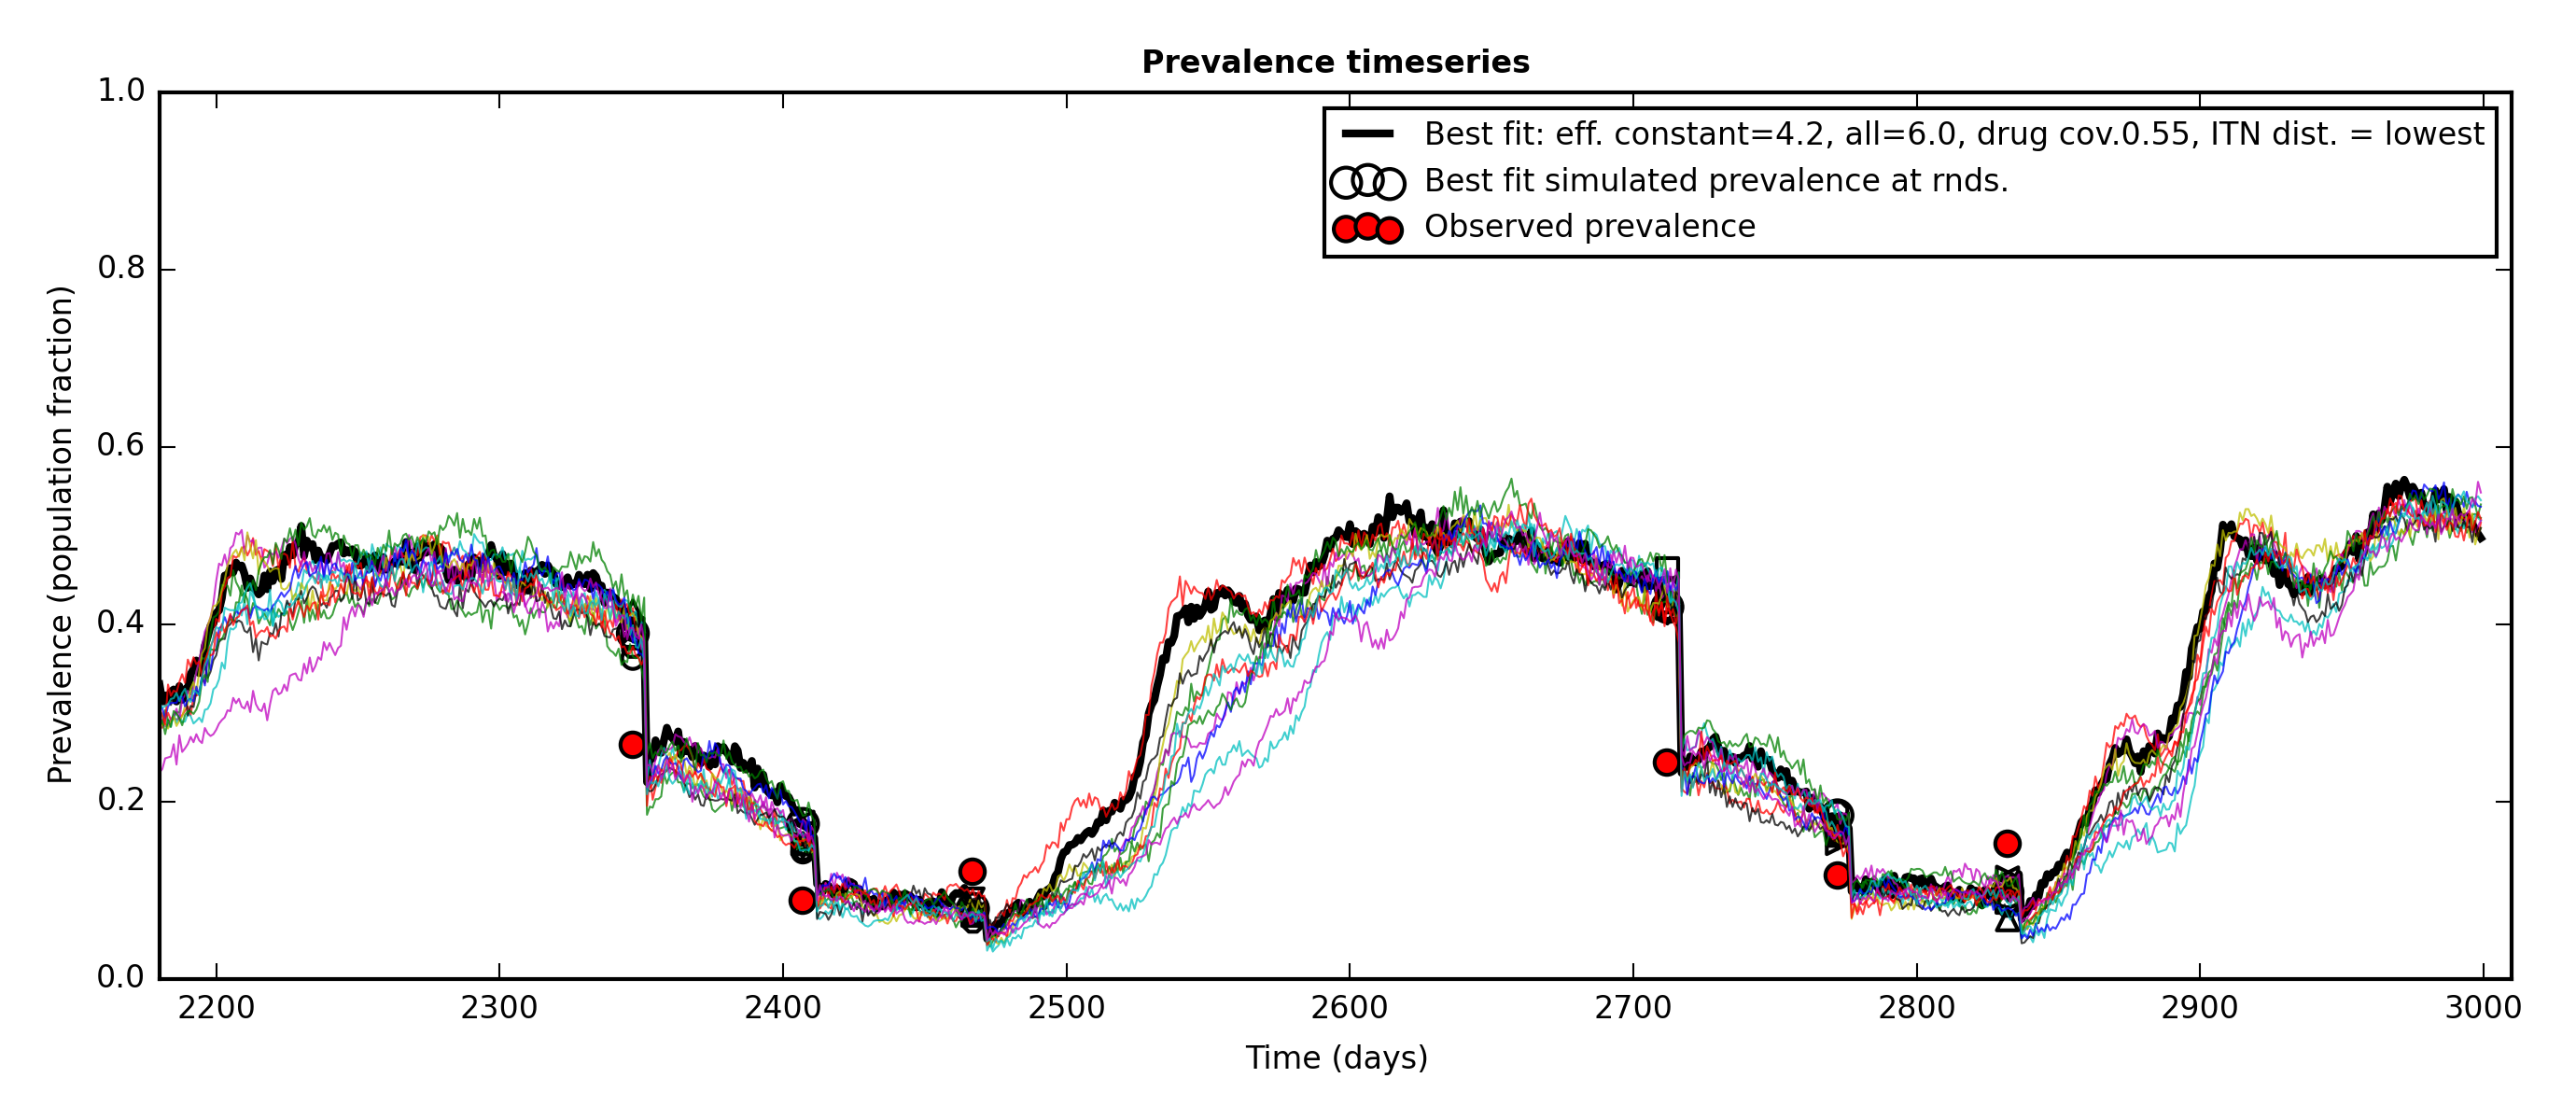 Prevalence timeseries
1.0
0.8
0.6
0.4
0.2
0.0
Prevalence (population fraction)
Best fit: eff. constant=4.2, all=6.0, drug cov.0.55, ITN dist. = lowest
Best fit simulated prevalence at rnds.
Observed prevalence
2200 2300 2400 2500 2600 2700 2800 2900 3000
Time (days)